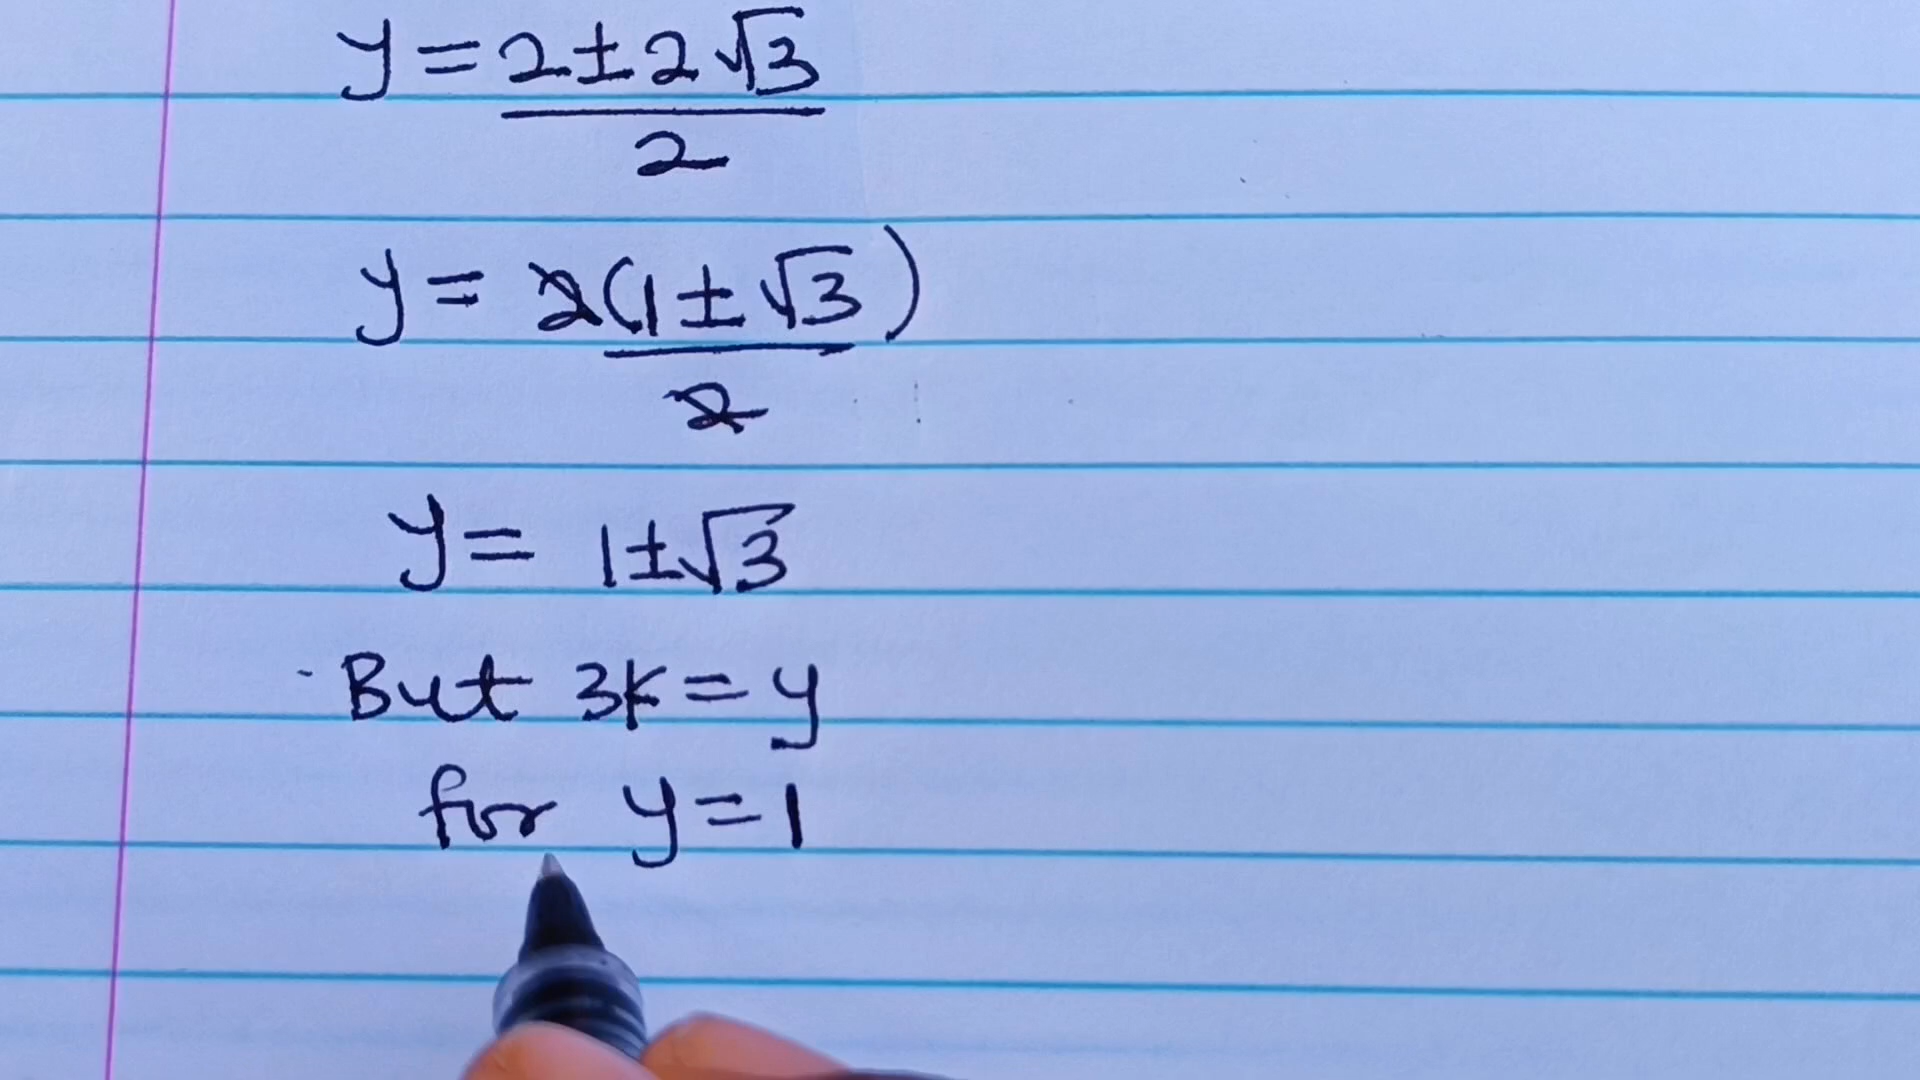 y = 2 ± 2√3
2
y = 2(1 ± √3)
2
y = 1 ± √3
But 3k = y
for y = 1